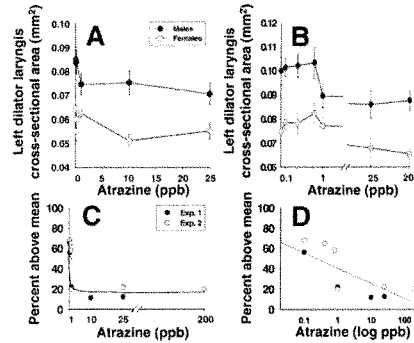 A
Left dilator laryngis
cross-sectional area (mm²)
0.10
0.09
0.08
0.07
0.06
0.05
0.04
0 5 10 15 20 25
Atrazine (ppb)
Males
Females
B
Left dilator laryngis
cross-sectional area (mm²)
0.12
0.11
0.10
0.09
0.08
0.07
0.06
0.1 1 25 20
Atrazine (ppb)
C
Percent above mean
100
80
60
40
20
0
1 10 25 200
Atrazine (ppb)
Exp. 1
Exp. 2
D
Percent above mean
100
80
60
40
20
0
0.1 1 10 100
Atrazine (log ppb)